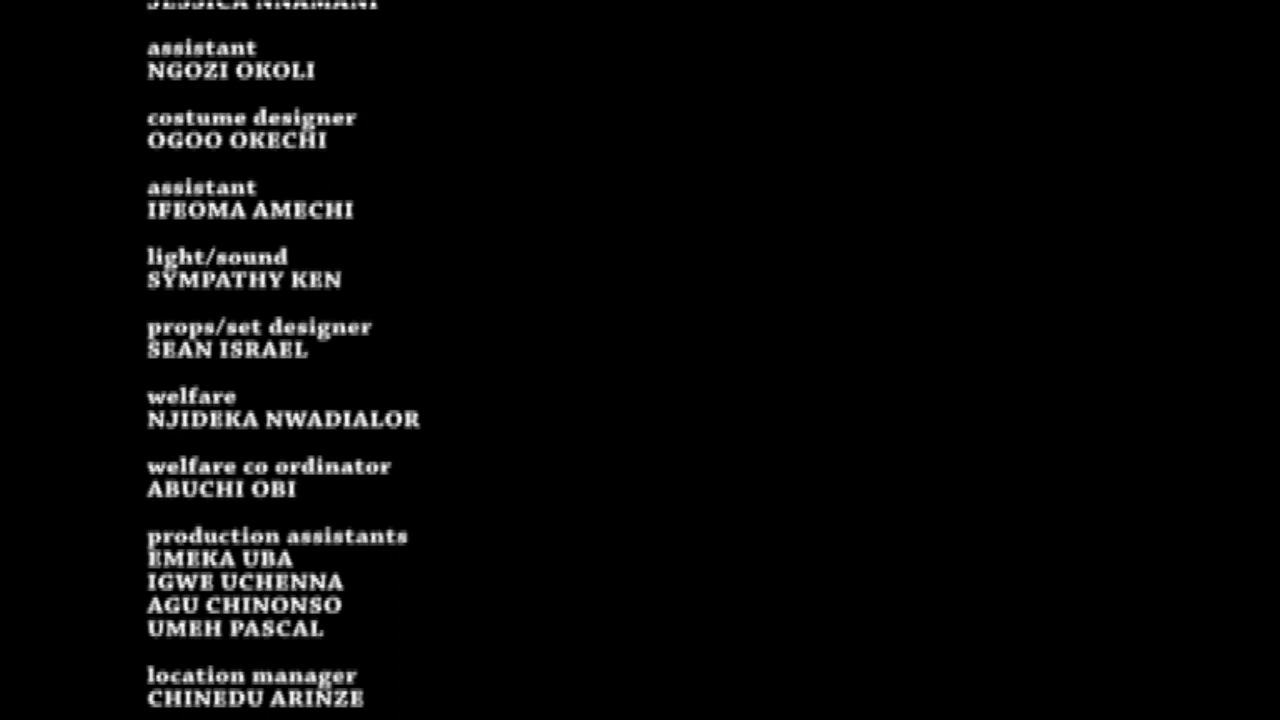 JESSICA NNAMANI
assistant
NGOZI OKOLI
costume designer
OGOO OKECHI
assistant
IFEOMA AMECHI
light/sound
SYMPATHY KEN
props/set designer
SEAN ISRAEL
welfare
NJIDEKA NWADIALOR
welfare co ordinator
ABUCHI OBI
production assistants
EMEKA UBA
IGWE UCHENNA
AGU CHINONSO
UMEH PASCAL
location manager
CHINEDU ARINZE